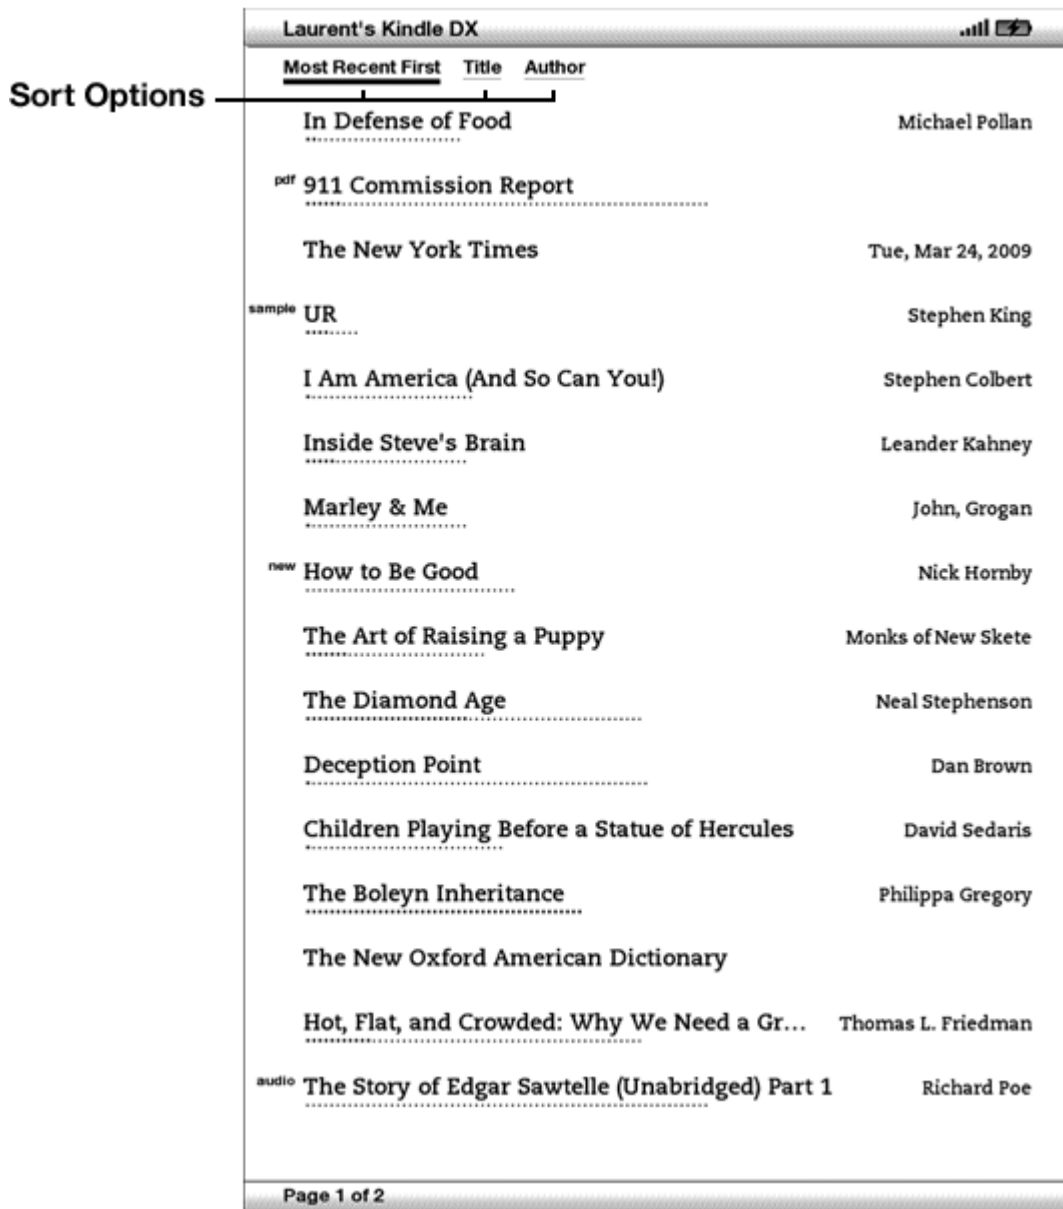 Laurent's Kindle DX
Most Recent First Title Author
Sort Options
In Defense of Food Michael Pollan
pdf 911 Commission Report
The New York Times Tue, Mar 24, 2009
sample UR Stephen King
I Am America (And So Can You!) Stephen Colbert
Inside Steve's Brain Leander Kahney
Marley & Me John, Grogan
new How to Be Good Nick Hornby
The Art of Raising a Puppy Monks of New Skete
The Diamond Age Neal Stephenson
Deception Point Dan Brown
Children Playing Before a Statue of Hercules David Sedaris
The Boleyn Inheritance Philippa Gregory
The New Oxford American Dictionary
Hot, Flat, and Crowded: Why We Need a Gr... Thomas L. Friedman
audio The Story of Edgar Sawtelle (Unabridged) Part 1 Richard Poe
Page 1 of 2